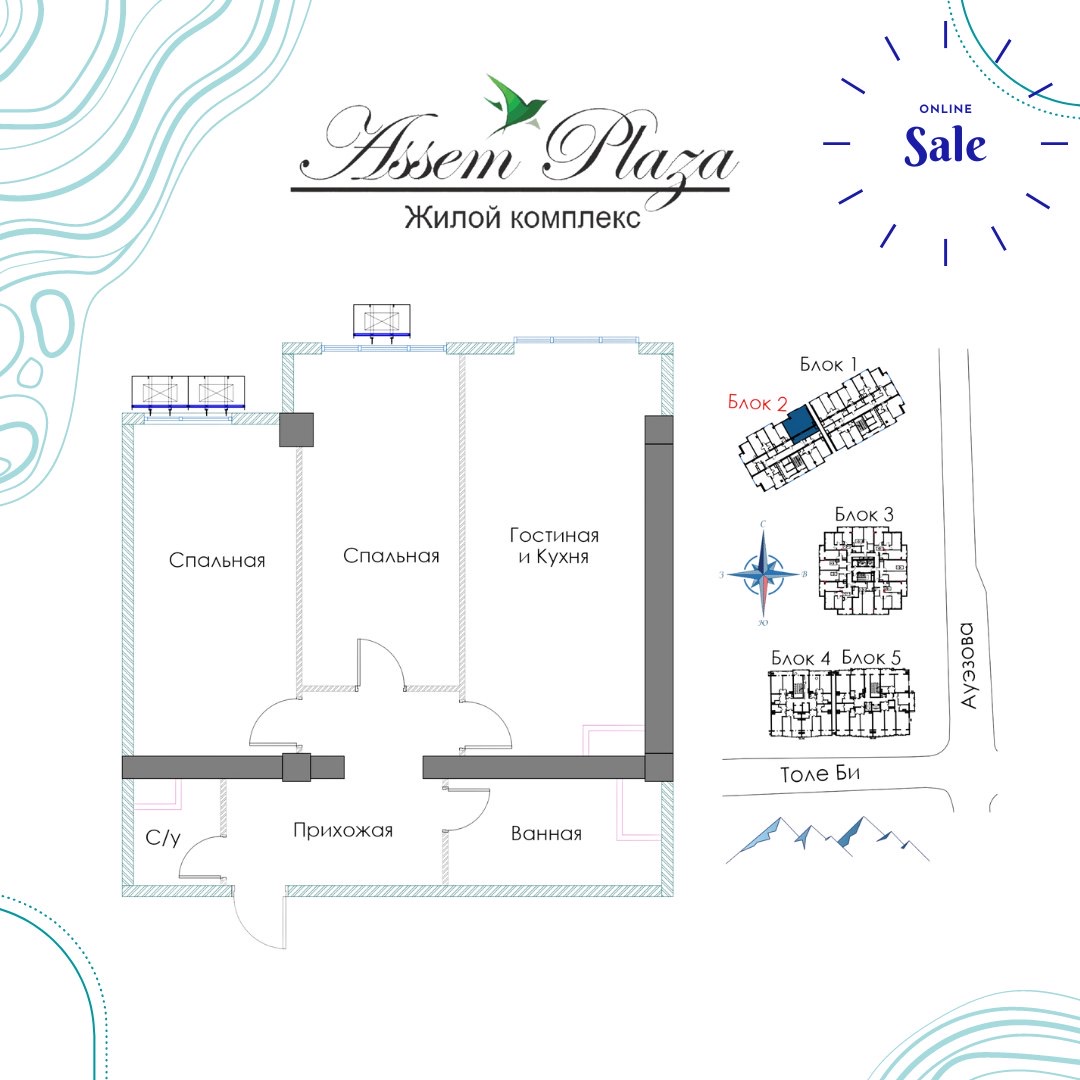 Assem Plaza
Жилой комплекс
ONLINE
Sale
Спальная
Спальная
Гостиная
и Кухня
С/у
Прихожая
Ванная
Блок 1
Блок 2
Блок 3
С
З
В
Ю
Блок 4
Блок 5
Ауэзова
Толе Би